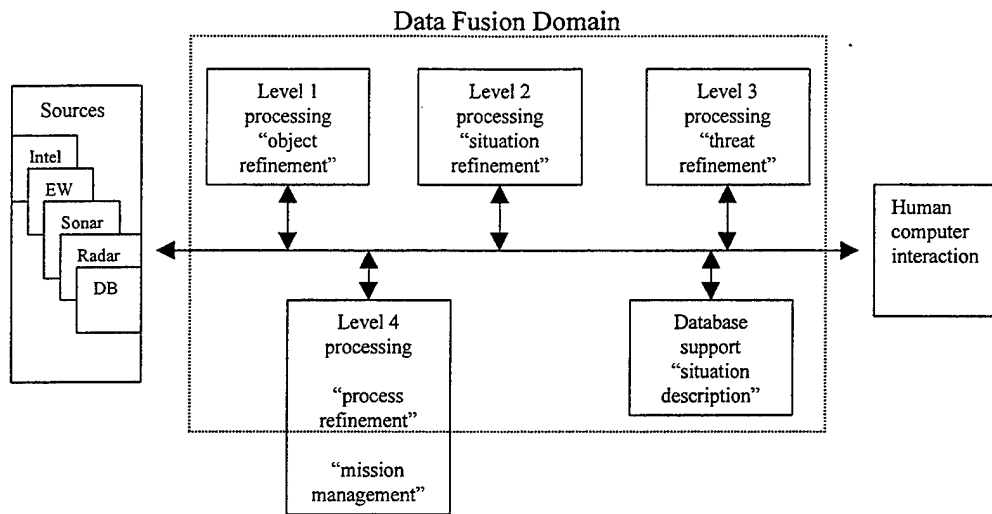 Data Fusion Domain
Sources
Intel
EW
Sonar
Radar
DB
Level 1
processing
“object
refinement”
Level 2
processing
“situation
refinement”
Level 3
processing
“threat
refinement”
Human
computer
interaction
Level 4
processing
“process
refinement”
“mission
management”
Database
support
“situation
description”